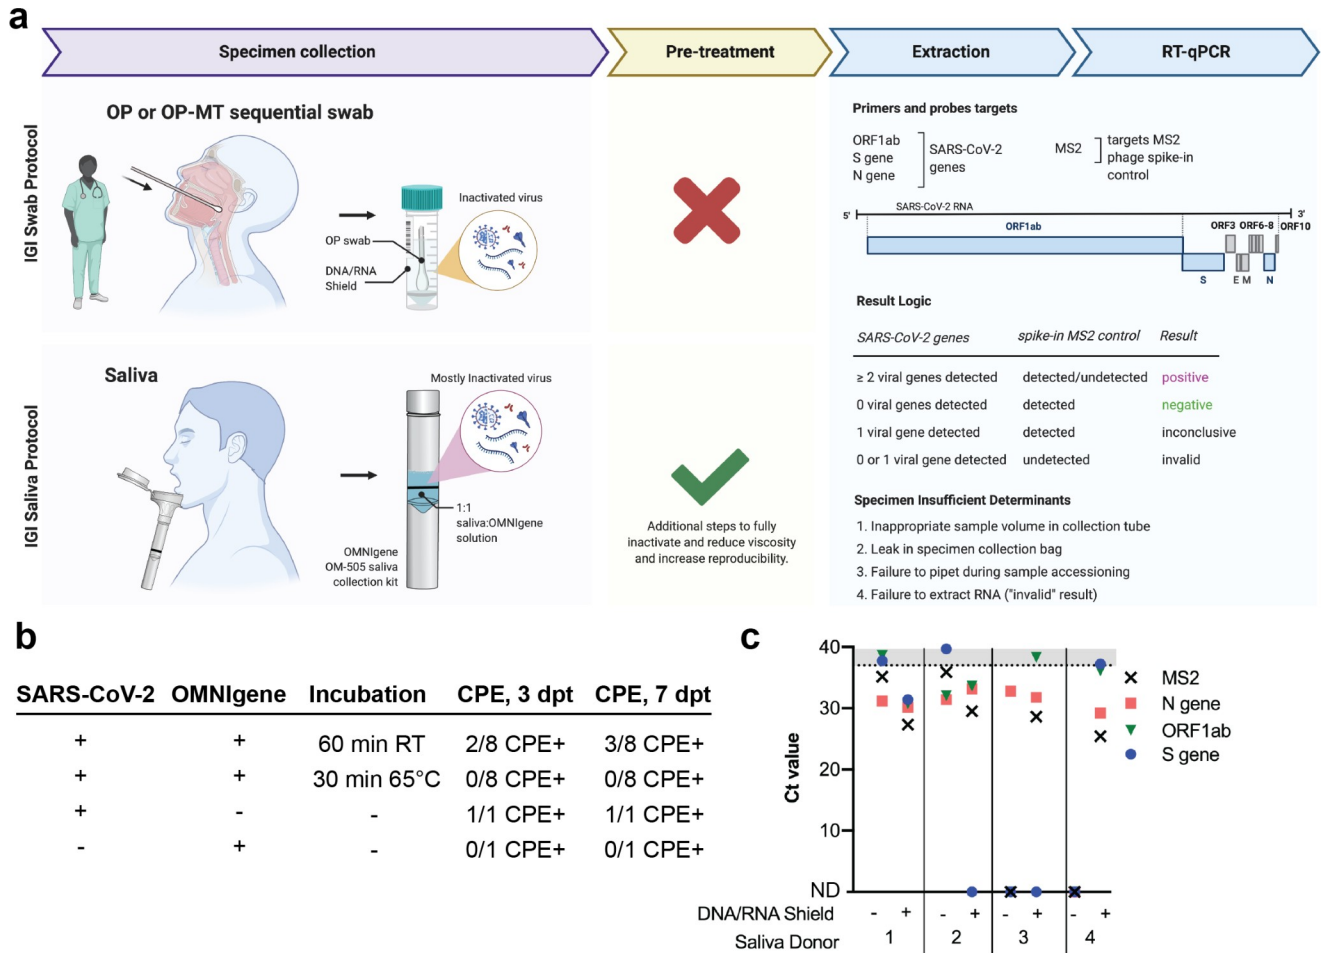 a
Specimen collection
Pre-treatment
Extraction
RT-qPCR
IGI Swab Protocol
OP or OP-MT sequential swab
Inactivated virus
OP swab
DNA/RNA
Shield
Primers and probes targets
ORF1ab
S gene
N gene
SARS-CoV-2
genes
MS2
targets MS2
phage spike-in
control
SARS-CoV-2 RNA
5'
3'
ORF1ab
ORF3
ORF6-8
ORF10
S
E
M
N
Result Logic
SARS-CoV-2 genes spike-in MS2 control Result
≥ 2 viral genes detected detected/undetected positive
0 viral genes detected detected negative
1 viral gene detected detected inconclusive
0 or 1 viral gene detected undetected invalid
Specimen Insufficient Determinants
1. Inappropriate sample volume in collection tube
2. Leak in specimen collection bag
3. Failure to pipet during sample accessioning
4. Failure to extract RNA ("invalid" result)
IGI Saliva Protocol
Saliva
Mostly Inactivated virus
1:1
saliva:OMNIgene
solution
OMNIgene
OM-505 saliva
collection kit
Additional steps to fully
inactivate and reduce viscosity
and increase reproducibility.
b
SARS-CoV-2 OMNIgene Incubation CPE, 3 dpt CPE, 7 dpt
+ + 60 min RT 2/8 CPE+ 3/8 CPE+
+ + 30 min 65°C 0/8 CPE+ 0/8 CPE+
+ - - 1/1 CPE+ 1/1 CPE+
- + - 0/1 CPE+ 0/1 CPE+
c
Ct value
40
30
20
10
ND
MS2
N gene
ORF1ab
S gene
DNA/RNA Shield - + - + - + - +
Saliva Donor 1 2 3 4